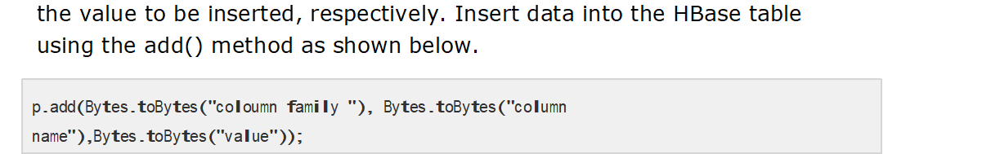 the value to be inserted, respectively. Insert data into the HBase table
using the add() method as shown below.
p.add(Bytes.toBytes("coloumn family "), Bytes.toBytes("column
name"),Bytes.toBytes("value"));